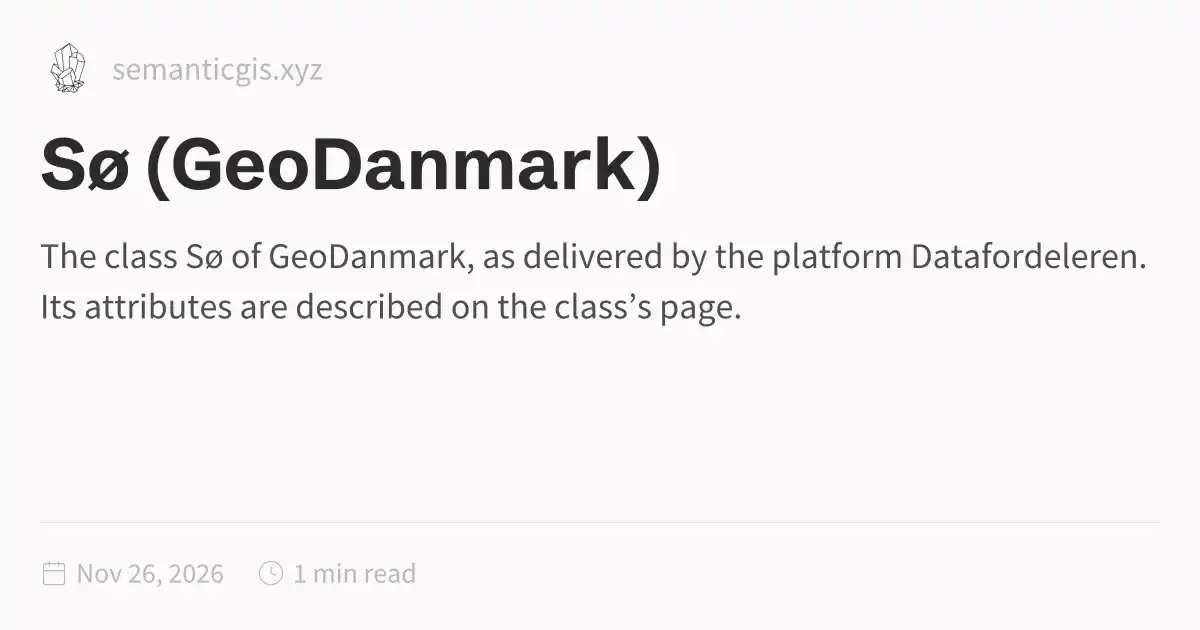 semanticgis.xyz
Sø (GeoDanmark)
The class Sø of GeoDanmark, as delivered by the platform Datafordeleren.
Its attributes are described on the class’s page.
Nov 26, 2026 1 min read